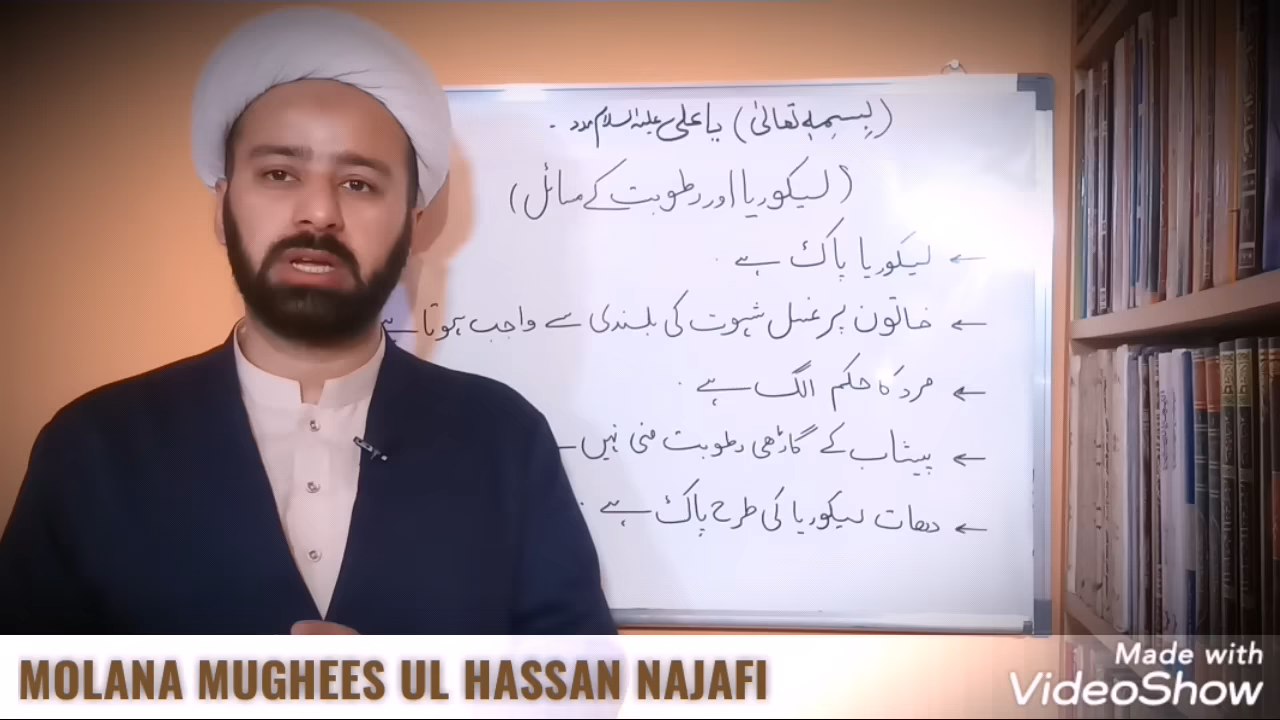 (بِسمِہٖ تعالیٰ) یا علی علیہ السلام مدد۔
(لیکوریا اور رطوبت کے مسائل)
← لیکوریا پاک ہے۔
← خاتون پر غسل شہوت کی بلندی سے واجب ہوتا ہے
← مرد کا حکم الگ ہے۔
← پیشاب کے گاڑھی رطوبت منی نہیں
← دھات لیکوریا کی طرح پاک ہے۔
MOLANA MUGHEES UL HASSAN NAJAFI
Made with
VideoShow